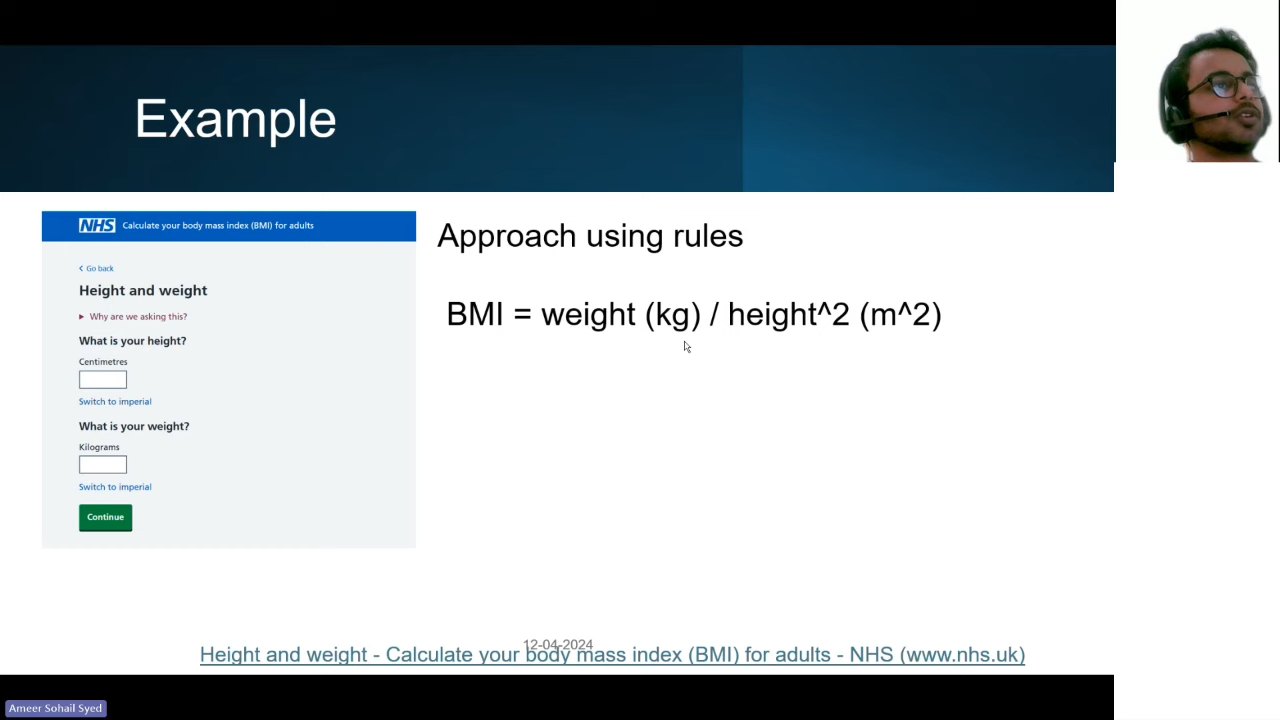 Example
NHS Calculate your body mass index (BMI) for adults
Go back
Height and weight
Why are we asking this?
What is your height?
Centimetres
Switch to imperial
What is your weight?
Kilograms
Switch to imperial
Continue
Approach using rules
BMI = weight (kg) / height^2 (m^2)
12-04-2024
Height and weight - Calculate your body mass index (BMI) for adults - NHS (www.nhs.uk)
Ameer Sohail Syed